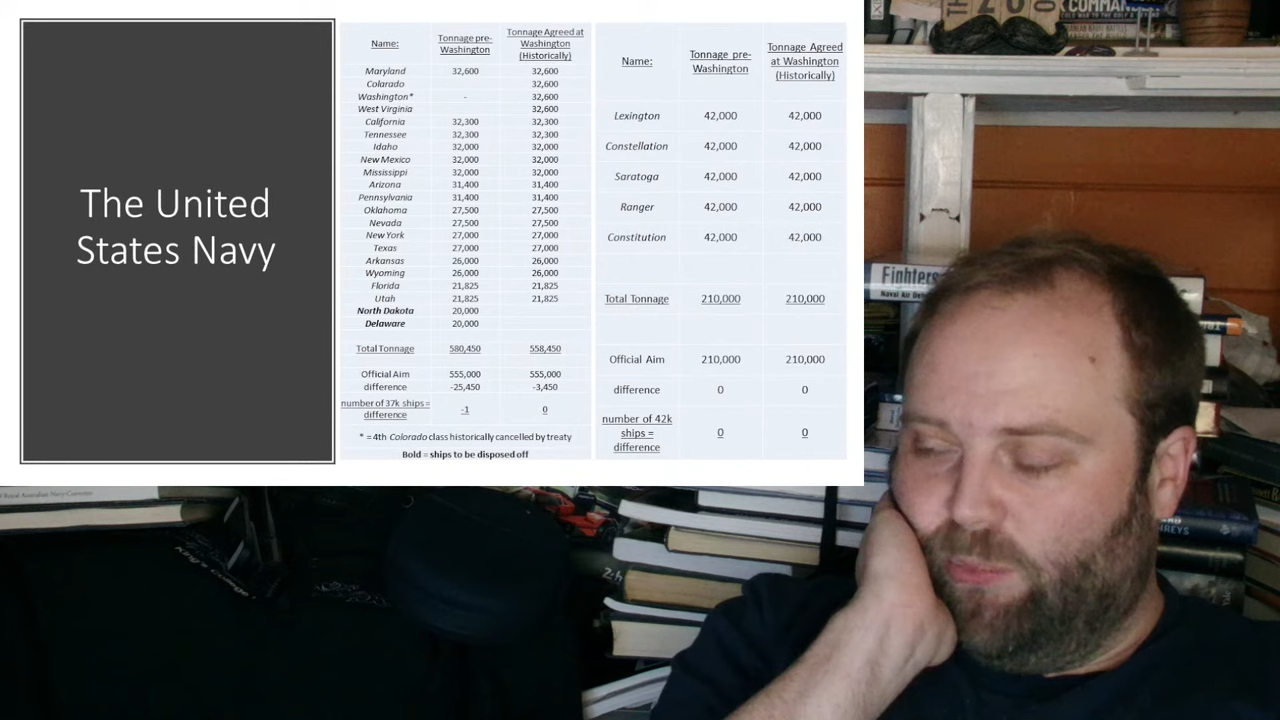 The United
States Navy
Name: Tonnage pre-Washington Tonnage Agreed at Washington (Historically)
Maryland 32,600 32,600
Colarado 32,600
Washington* - 32,600
West Virginia 32,600
California 32,300 32,300
Tennessee 32,300 32,300
Idaho 32,000 32,000
New Mexico 32,000 32,000
Mississippi 32,000 32,000
Arizona 31,400 31,400
Pennsylvania 31,400 31,400
Oklahoma 27,500 27,500
Nevada 27,500 27,500
New York 27,000 27,000
Texas 27,000 27,000
Arkansas 26,000 26,000
Wyoming 26,000 26,000
Florida 21,825 21,825
Utah 21,825 21,825
North Dakota 20,000
Delaware 20,000
Total Tonnage 580,450 558,450
Official Aim 555,000 555,000
difference -25,450 -3,450
number of 37k ships =
difference -1 0
* = 4th Colorado class historically cancelled by treaty
Bold = ships to be disposed off
Name: Tonnage pre-Washington Tonnage Agreed at Washington (Historically)
Lexington 42,000 42,000
Constellation 42,000 42,000
Saratoga 42,000 42,000
Ranger 42,000 42,000
Constitution 42,000 42,000
Total Tonnage 210,000 210,000
Official Aim 210,000 210,000
difference 0 0
number of 42k
ships =
difference 0 0
COMMAND
Fighters